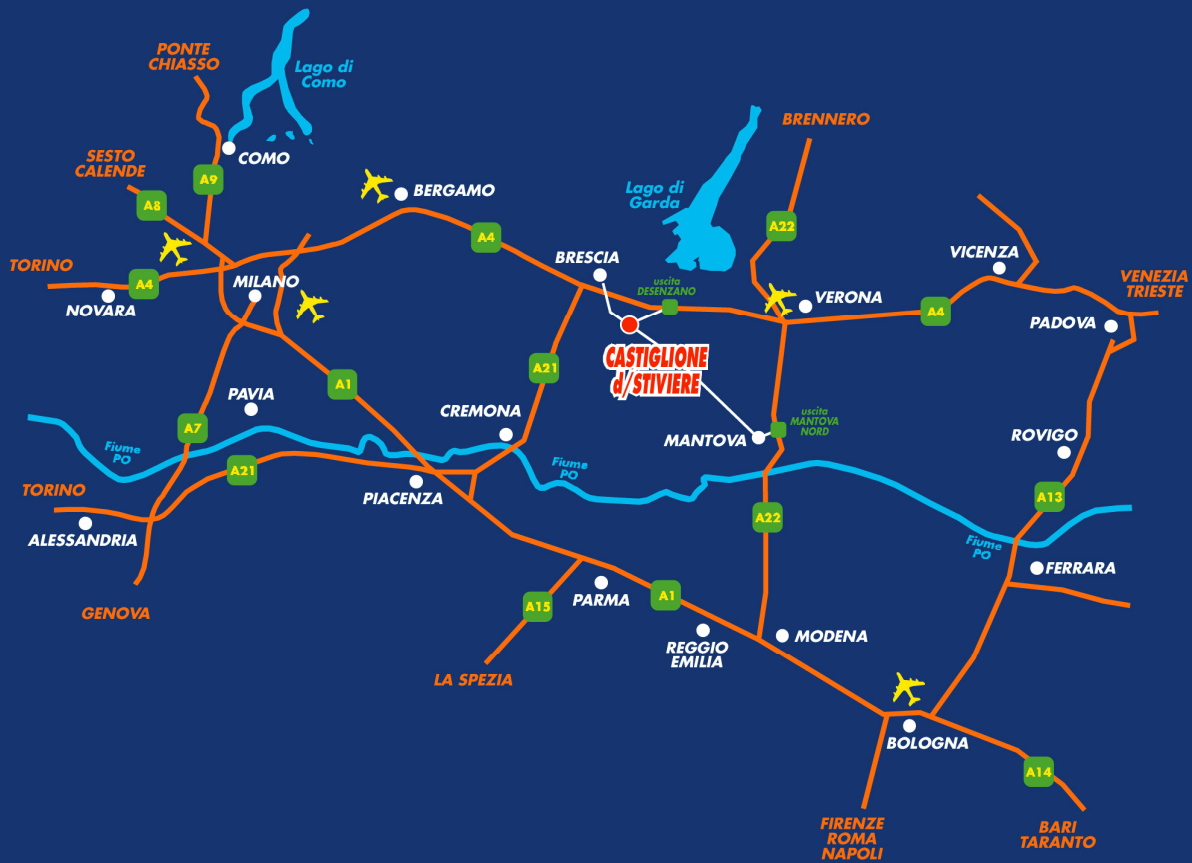 PONTE
CHIASSO
Lago di
Como
COMO
SESTO
CALENDE
A9
A8
BERGAMO
BRENNERO
Lago di
Garda
A22
A4
BRESCIA
VICENZA
TORINO
A4
MILANO
NOVARA
uscita
DESENZANO
VERONA
VENEZIA
TRIESTE
A4
PADOVA
CASTIGLIONE
d/STIVIERE
A21
A1
PAVIA
CREMONA
A7
uscita
MANTOVA
NORD
MANTOVA
ROVIGO
Fiume
PO
Fiume
PO
A21
TORINO
PIACENZA
A13
ALESSANDRIA
A22
Fiume
PO
FERRARA
GENOVA
A15
PARMA
A1
REGGIO
EMILIA
MODENA
LA SPEZIA
BOLOGNA
A14
FIRENZE
ROMA
NAPOLI
BARI
TARANTO